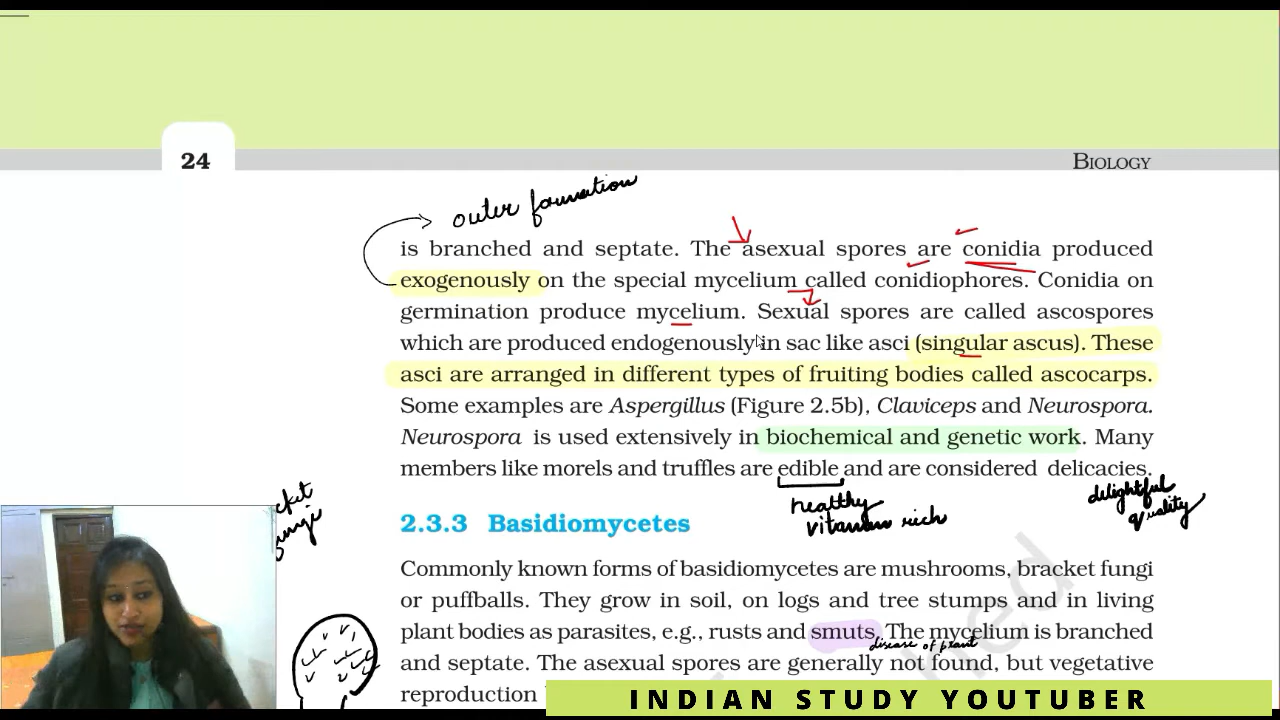 24
BIOLOGY
outer formation
is branched and septate. The asexual spores are conidia produced
exogenously on the special mycelium called conidiophores. Conidia on
germination produce mycelium. Sexual spores are called ascospores
which are produced endogenously in sac like asci (singular ascus). These
asci are arranged in different types of fruiting bodies called ascocarps.
Some examples are Aspergillus (Figure 2.5b), Claviceps and Neurospora.
Neurospora is used extensively in biochemical and genetic work. Many
members like morels and truffles are edible and are considered delicacies.
healthy
vitamin rich
delightful
quality
2.3.3 Basidiomycetes
Commonly known forms of basidiomycetes are mushrooms, bracket fungi
or puffballs. They grow in soil, on logs and tree stumps and in living
plant bodies as parasites, e.g., rusts and smuts. The mycelium is branched
disease of plant
and septate. The asexual spores are generally not found, but vegetative
reproduction
INDIAN STUDY YOUTUBER